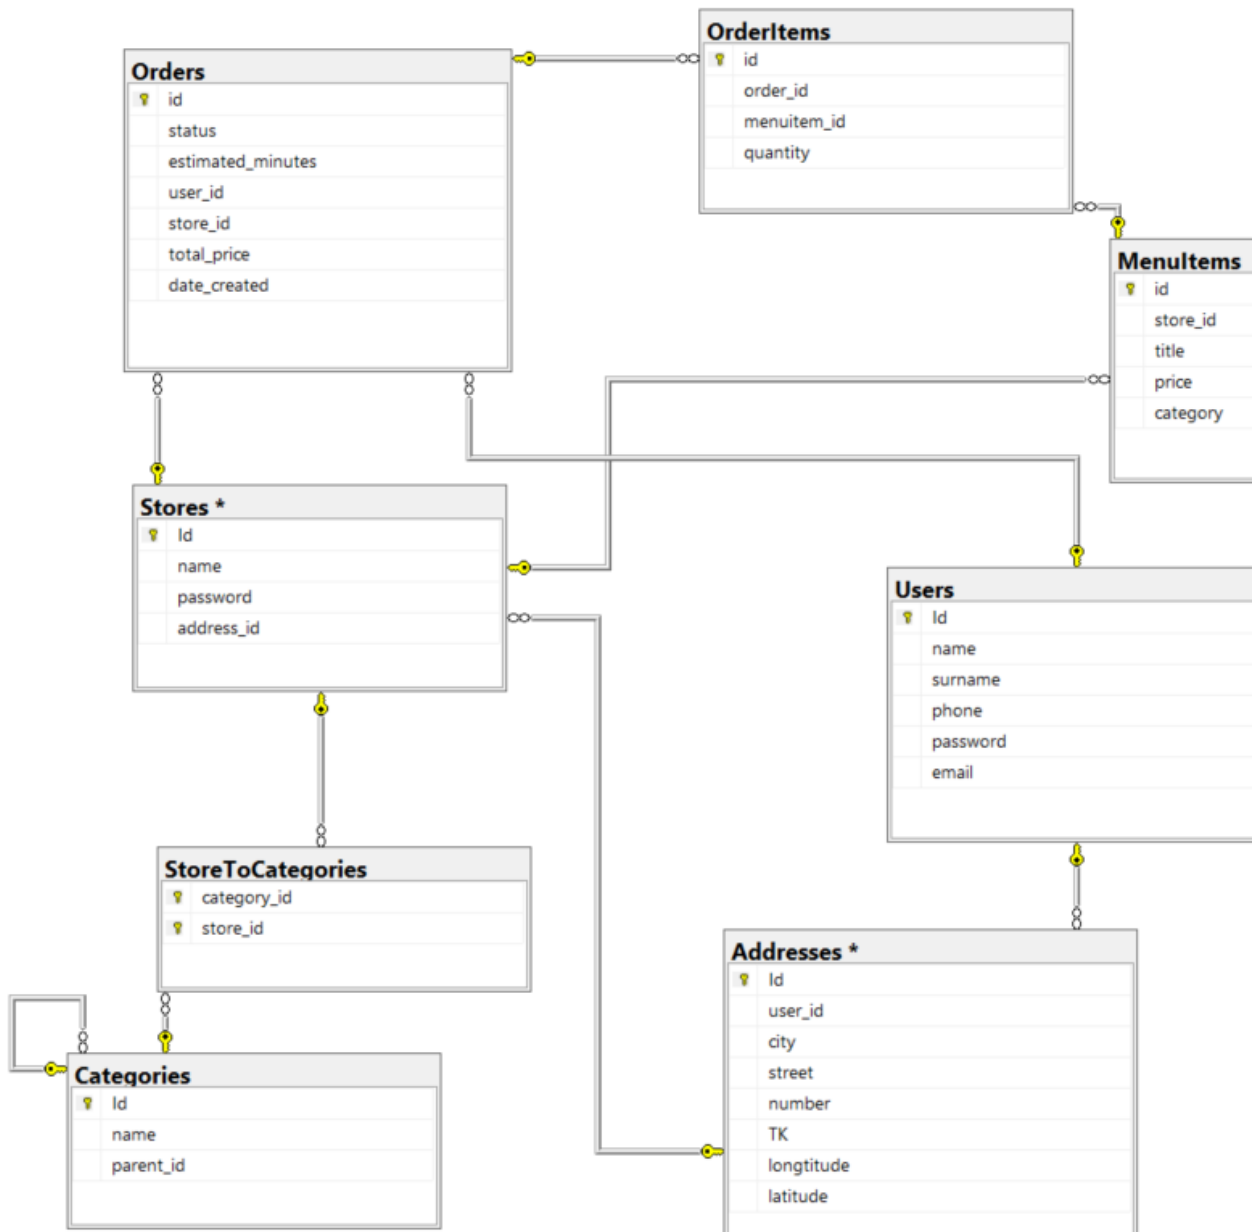 Orders
id
status
estimated_minutes
user_id
store_id
total_price
date_created
OrderItems
id
order_id
menuitem_id
quantity
MenuItems
id
store_id
title
price
category
Stores *
Id
name
password
address_id
Users
Id
name
surname
phone
password
email
StoreToCategories
category_id
store_id
Addresses *
Id
user_id
city
street
number
TK
longtitude
latitude
Categories
Id
name
parent_id